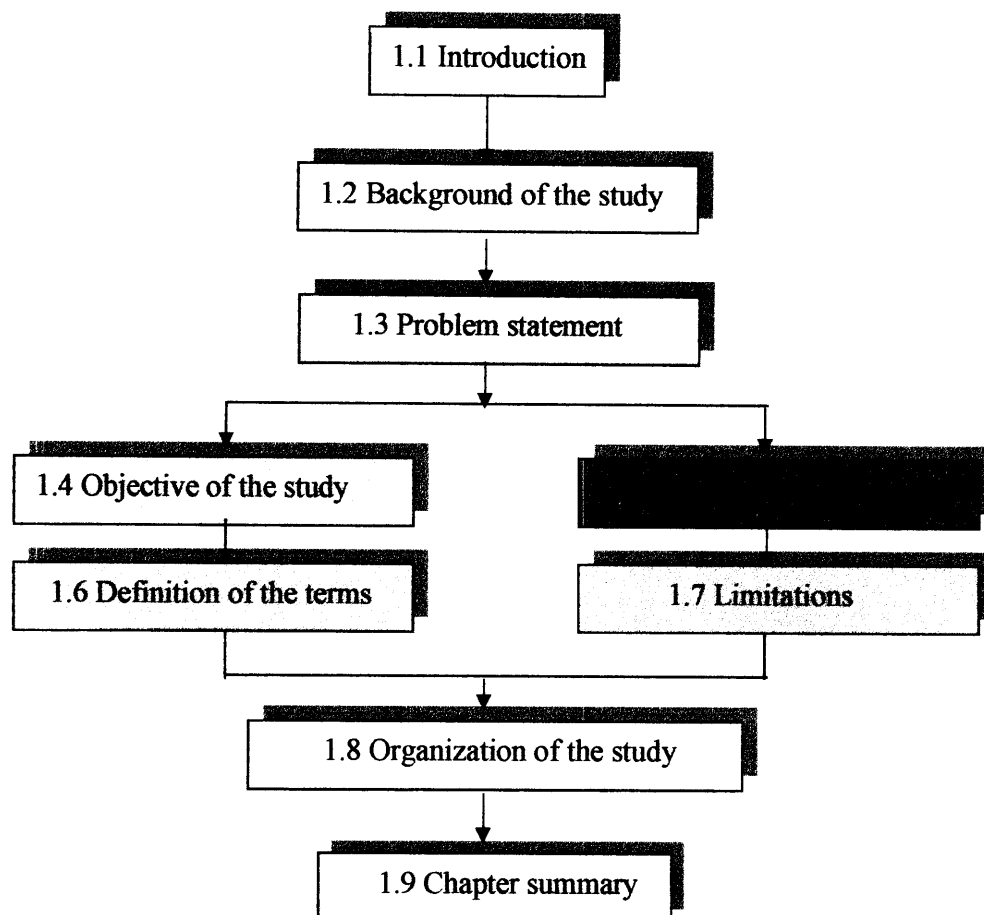 1.1 Introduction
1.2 Background of the study
1.3 Problem statement
1.4 Objective of the study
1.6 Definition of the terms
1.7 Limitations
1.8 Organization of the study
1.9 Chapter summary